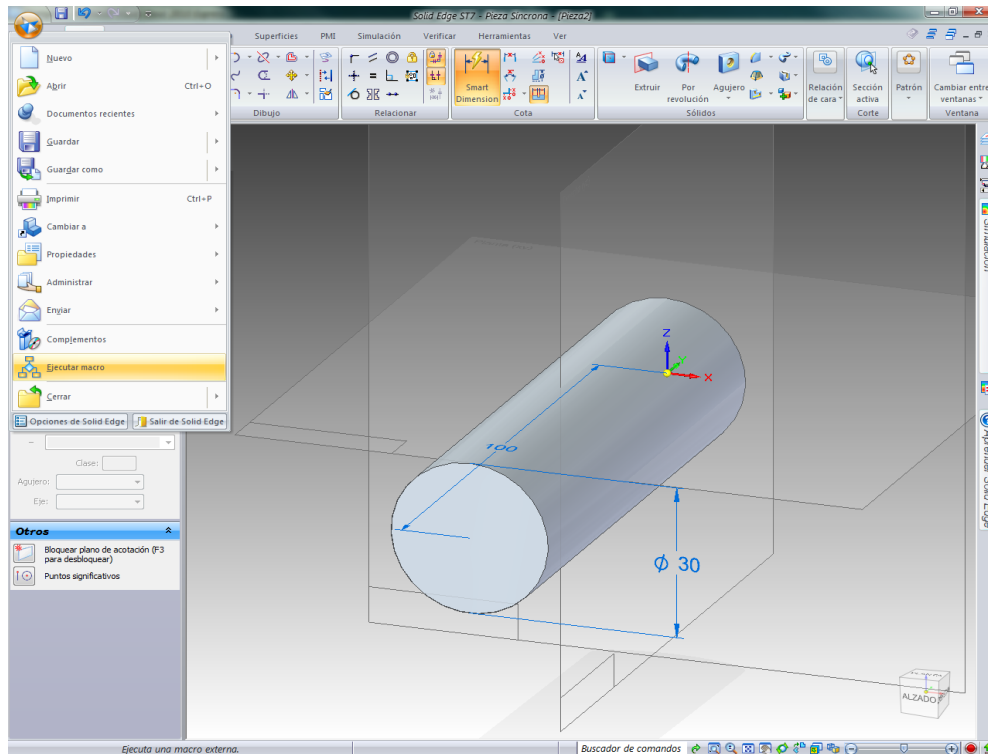 Solid Edge ST7 - Pieza Síncrona - [Pieza2]
Superficies PMI Simulación Verificar Herramientas Ver
Nuevo
Abrir Ctrl+O
Documentos recientes
Guardar
Guardar como
Imprimir Ctrl+P
Cambiar a
Propiedades
Administrar
Enviar
Complementos
Ejecutar macro
Cerrar
Opciones de Solid Edge Salir de Solid Edge
Smart
Dimension
Extruir Por
revolución
Agujero
Relación
de cara
Sección
activa
Patrón
Cambiar entre
ventanas
Dibujo Relacionar Cota Sólidos Corte Ventana
Clase:
Agujero:
Eje:
Otros
Bloquear plano de acotación (F3
para desbloquear)
Puntos significativos
Z
Y
X
100
Ø 30
ALZADO
Simulación
Aprender Solid Edge
Ejecuta una macro externa.
Buscador de comandos